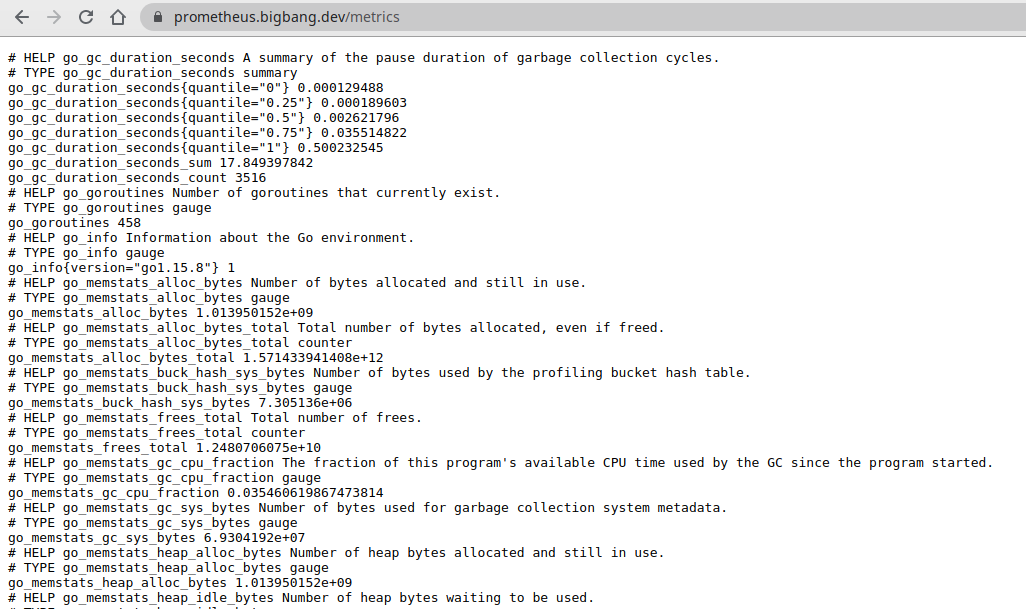 prometheus.bigbang.dev/metrics
# HELP go_gc_duration_seconds A summary of the pause duration of garbage collection cycles.
# TYPE go_gc_duration_seconds summary
go_gc_duration_seconds{quantile="0"} 0.000129488
go_gc_duration_seconds{quantile="0.25"} 0.000189603
go_gc_duration_seconds{quantile="0.5"} 0.002621796
go_gc_duration_seconds{quantile="0.75"} 0.035514822
go_gc_duration_seconds{quantile="1"} 0.500232545
go_gc_duration_seconds_sum 17.849397842
go_gc_duration_seconds_count 3516
# HELP go_goroutines Number of goroutines that currently exist.
# TYPE go_goroutines gauge
go_goroutines 458
# HELP go_info Information about the Go environment.
# TYPE go_info gauge
go_info{version="go1.15.8"} 1
# HELP go_memstats_alloc_bytes Number of bytes allocated and still in use.
# TYPE go_memstats_alloc_bytes gauge
go_memstats_alloc_bytes 1.013950152e+09
# HELP go_memstats_alloc_bytes_total Total number of bytes allocated, even if freed.
# TYPE go_memstats_alloc_bytes_total counter
go_memstats_alloc_bytes_total 1.571433941408e+12
# HELP go_memstats_buck_hash_sys_bytes Number of bytes used by the profiling bucket hash table.
# TYPE go_memstats_buck_hash_sys_bytes gauge
go_memstats_buck_hash_sys_bytes 7.305136e+06
# HELP go_memstats_frees_total Total number of frees.
# TYPE go_memstats_frees_total counter
go_memstats_frees_total 1.2480706075e+10
# HELP go_memstats_gc_cpu_fraction The fraction of this program's available CPU time used by the GC since the program started.
# TYPE go_memstats_gc_cpu_fraction gauge
go_memstats_gc_cpu_fraction 0.035460619867473814
# HELP go_memstats_gc_sys_bytes Number of bytes used for garbage collection system metadata.
# TYPE go_memstats_gc_sys_bytes gauge
go_memstats_gc_sys_bytes 6.9304192e+07
# HELP go_memstats_heap_alloc_bytes Number of heap bytes allocated and still in use.
# TYPE go_memstats_heap_alloc_bytes gauge
go_memstats_heap_alloc_bytes 1.013950152e+09
# HELP go_memstats_heap_idle_bytes Number of heap bytes waiting to be used.